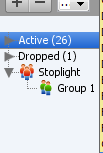 Active (26)
Dropped (1)
Stoplight
Group 1